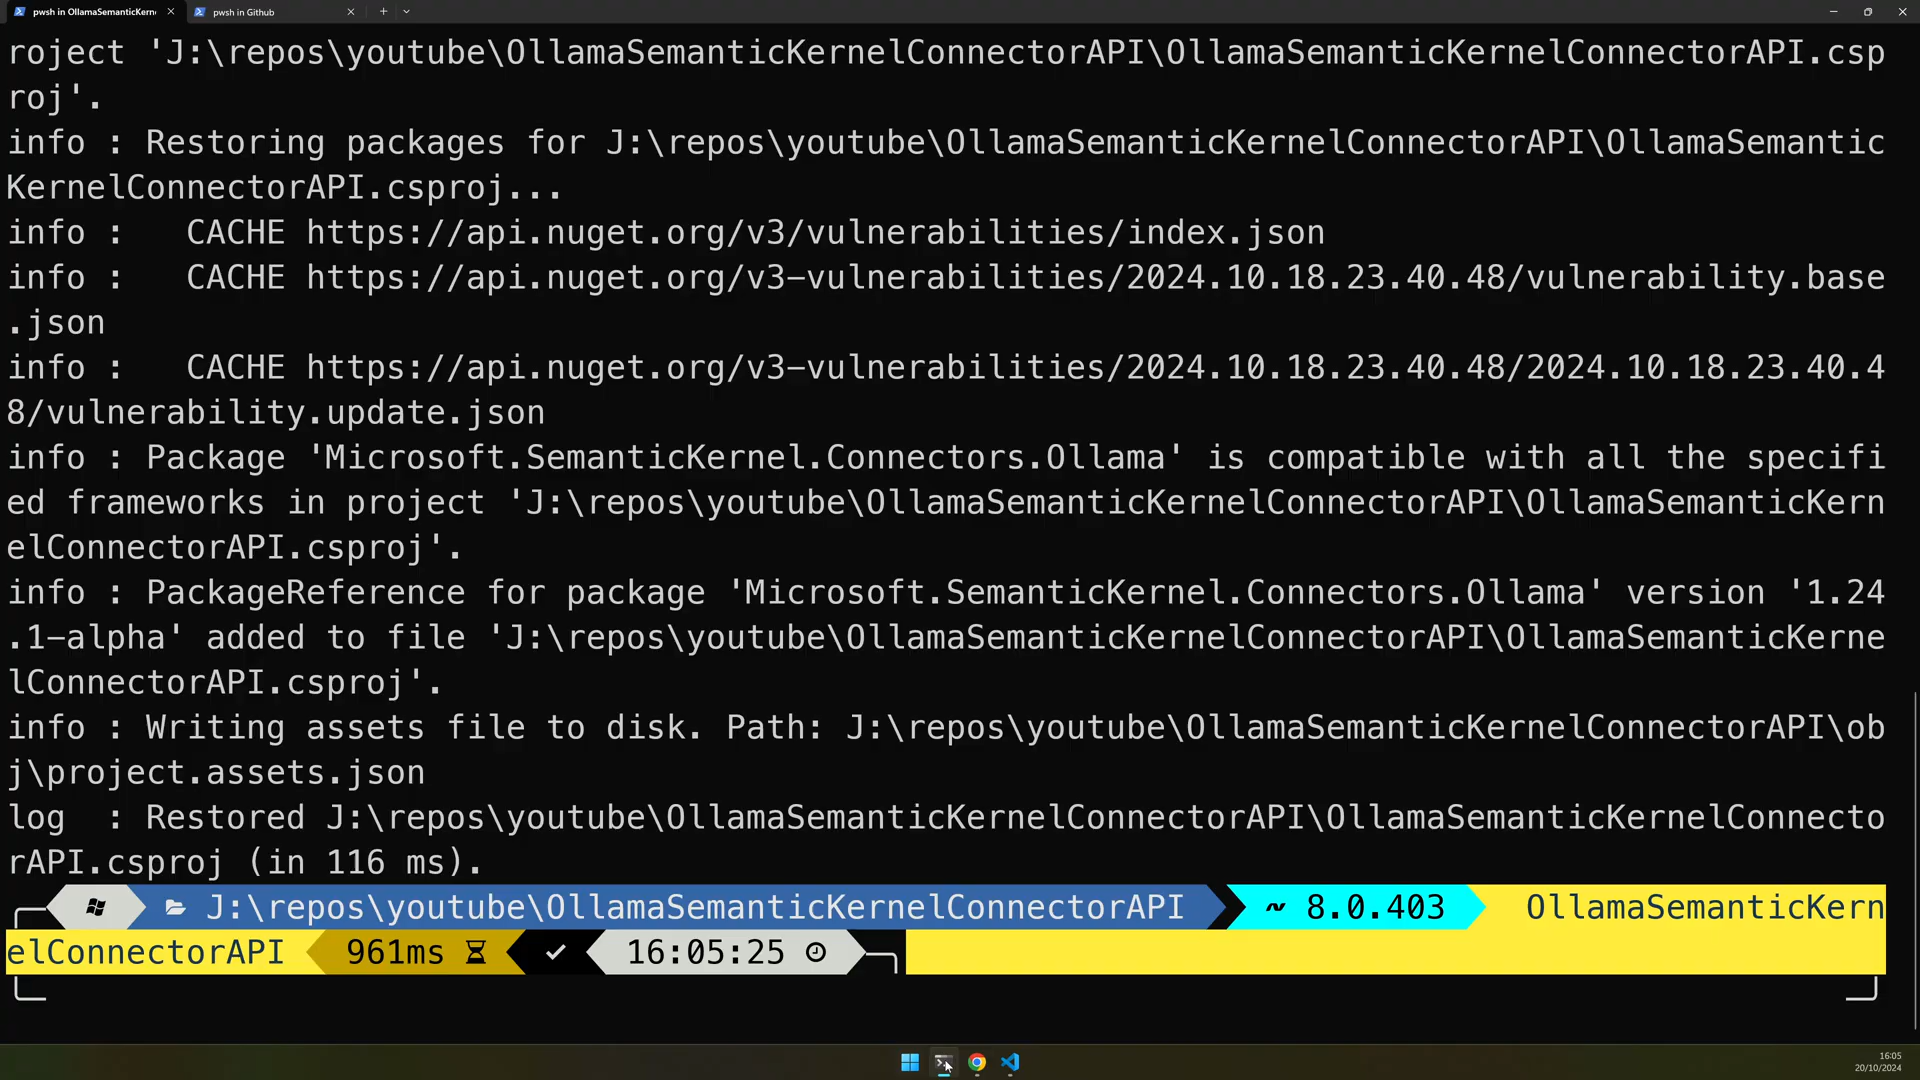 pwsh in OllamaSemanticKerne
pwsh in Github
roject 'J:\repos\youtube\OllamaSemanticKernelConnectorAPI\OllamaSemanticKernelConnectorAPI.csp
roj'.
info : Restoring packages for J:\repos\youtube\OllamaSemanticKernelConnectorAPI\OllamaSemantic
KernelConnectorAPI.csproj...
info :   CACHE https://api.nuget.org/v3/vulnerabilities/index.json
info :   CACHE https://api.nuget.org/v3-vulnerabilities/2024.10.18.23.40.48/vulnerability.base
.json
info :   CACHE https://api.nuget.org/v3-vulnerabilities/2024.10.18.23.40.48/2024.10.18.23.40.4
8/vulnerability.update.json
info : Package 'Microsoft.SemanticKernel.Connectors.Ollama' is compatible with all the specifi
ed frameworks in project 'J:\repos\youtube\OllamaSemanticKernelConnectorAPI\OllamaSemanticKern
elConnectorAPI.csproj'.
info : PackageReference for package 'Microsoft.SemanticKernel.Connectors.Ollama' version '1.24
.1-alpha' added to file 'J:\repos\youtube\OllamaSemanticKernelConnectorAPI\OllamaSemanticKerne
lConnectorAPI.csproj'.
info : Writing assets file to disk. Path: J:\repos\youtube\OllamaSemanticKernelConnectorAPI\ob
j\project.assets.json
log  : Restored J:\repos\youtube\OllamaSemanticKernelConnectorAPI\OllamaSemanticKernelConnecto
rAPI.csproj (in 116 ms).
J:\repos\youtube\OllamaSemanticKernelConnectorAPI ~ 8.0.403 OllamaSemanticKern
elConnectorAPI 961ms 16:05:25
16:05
20/10/2024